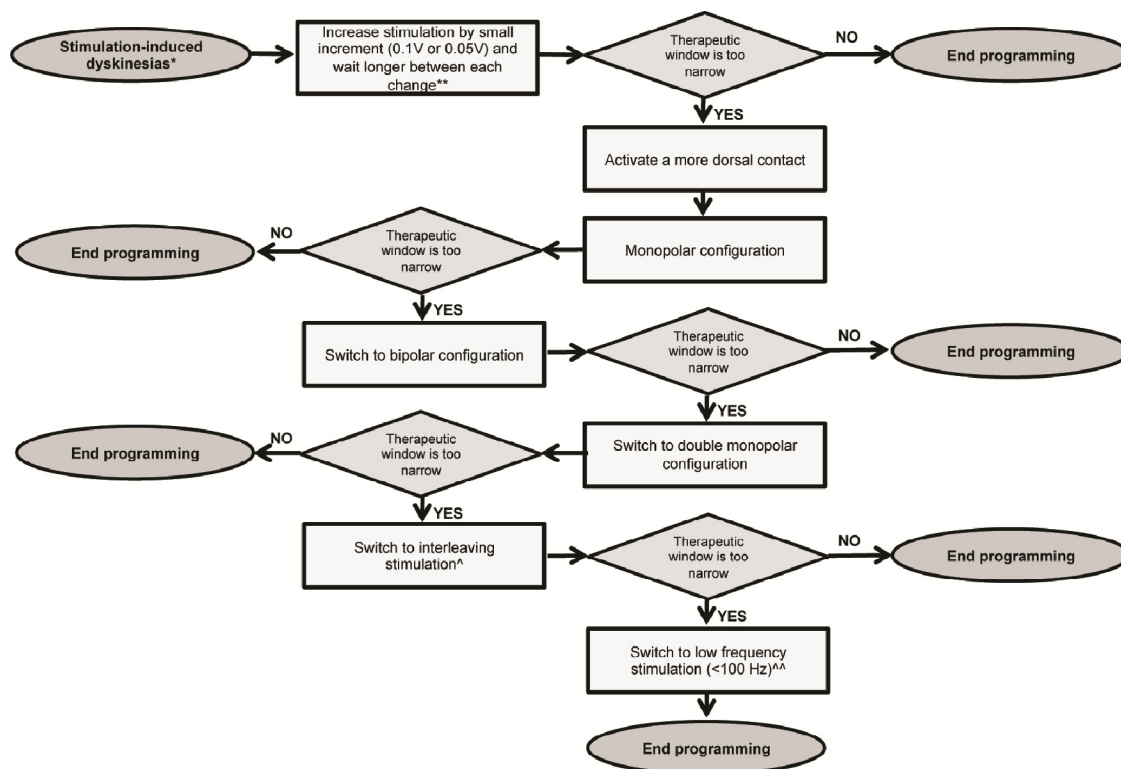 Stimulation-induced
dyskinesias*
Increase stimulation by small
increment (0.1V or 0.05V) and
wait longer between each
change**
Therapeutic
window is too
narrow
NO
End programming
YES
Activate a more dorsal contact
Monopolar configuration
Therapeutic
window is too
narrow
NO
End programming
YES
Switch to bipolar configuration
Therapeutic
window is too
narrow
NO
End programming
YES
Switch to double monopolar
configuration
Therapeutic
window is too
narrow
NO
End programming
YES
Switch to interleaving
stimulation^
Therapeutic
window is too
narrow
NO
End programming
YES
Switch to low frequency
stimulation (<100 Hz)^^
End programming